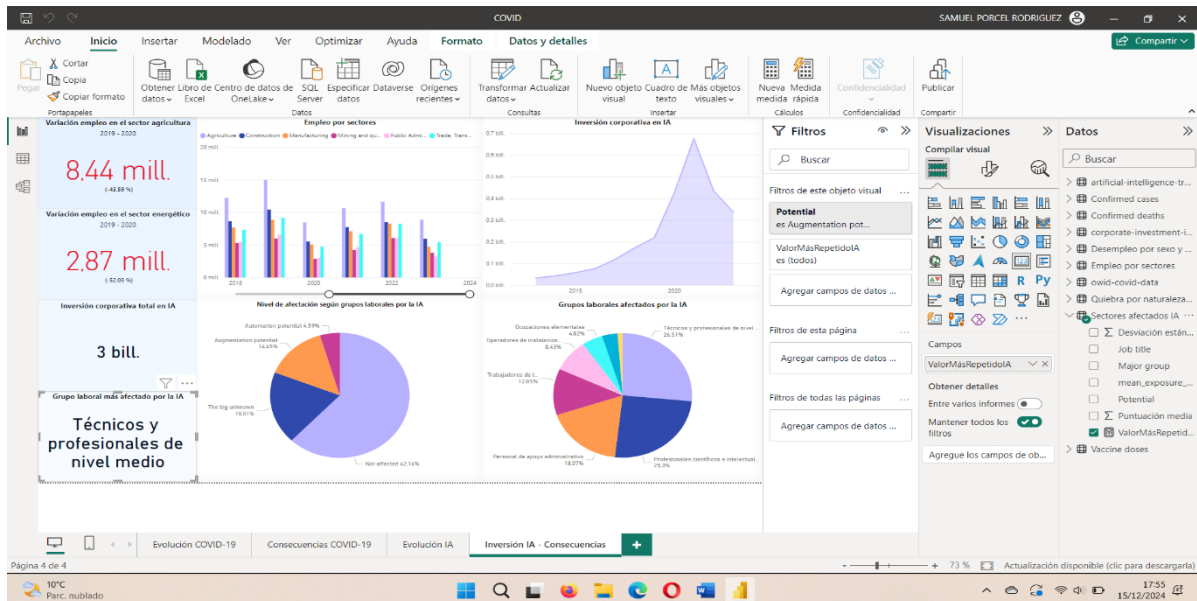 COVID
SAMUEL PORCEL RODRIGUEZ
Archivo Inicio Insertar Modelado Ver Optimizar Ayuda Formato Datos y detalles
Compartir
Pegar
Cortar
Copia
Copiar formato
Portapapeles
Obtener datos
Libro de Excel
Centro de datos de OneLake
SQL Server
Especificar datos
Dataverse
Orígenes recientes
Datos
Transformar datos
Actualizar
Consultas
Nuevo objeto visual
Cuadro de texto
Más objetos visuales
Insertar
Nueva medida
Medida rápida
Cálculos
Confidencialidad
Confidencialidad
Publicar
Compartir
Variación empleo en el sector agricultura
2019 - 2020
8,44 mill.
(-43.59 %)
Variación empleo en el sector energético
2019 - 2020
2,87 mill.
(-52.03 %)
Inversión corporativa total en IA
3 bill.
Grupo laboral más afectado por la IA
Técnicos y
profesionales de
nivel medio
Empleo por sectores
Agriculture Construction Manufacturing Mining and qu... Public Admi... Trade, Trans...
20 mill.
15 mill.
10 mill.
5 mill.
0 mill.
2018 2020 2022 2024
Inversión corporativa en IA
0,7 bill.
0,6 bill.
0,5 bill.
0,4 bill.
0,3 bill.
0,2 bill.
0,1 bill.
0,0 bill.
2015 2020
Nivel de afectación según grupos laborales por la IA
Automation potential 4.59%
Augmentation potential
14,65%
The big unknown
18.61%
Not affected 62,14%
Grupos laborales afectados por la IA
Ocupaciones elementales
4.82%
Operadores de instalacion...
8.43%
Trabajadores de l...
12.05%
Personal de apoyo administrativo
18.07%
Técnicos y profesionales de nivel...
26,51%
Profesionales científicos e intelectual...
25,3%
Filtros
Buscar
Filtros de este objeto visual ...
Potential
es Augmentation pot...
ValorMásRepetidoIA
es (todos)
Agregar campos de datos ...
Filtros de esta página ...
Agregar campos de datos ...
Filtros de todas las páginas ...
Agregar campos de datos ...
Visualizaciones
Compilar visual
R Py
123
...
Campos
ValorMásRepetidoIA
Obtener detalles
Entre varios informes
Mantener todos los
filtros
Agregue los campos de ob...
Datos
Buscar
artificial-intelligence-tr...
Confirmed cases
Confirmed deaths
corporate-investment-i...
Desempleo por sexo y ...
Empleo por sectores
owid-covid-data
Quiebra por naturaleza...
Sectores afectados IA ...
Desviación están...
Job title
Major group
mean_exposure_...
Potential
Puntuación media
ValorMásRepetid...
Vaccine doses
Evolución COVID-19 Consecuencias COVID-19 Evolución IA Inversión IA - Consecuencias
Página 4 de 4
73 %
Actualización disponible (clic para descargarla)
10°C
Parc. nublado
17:55
15/12/2024